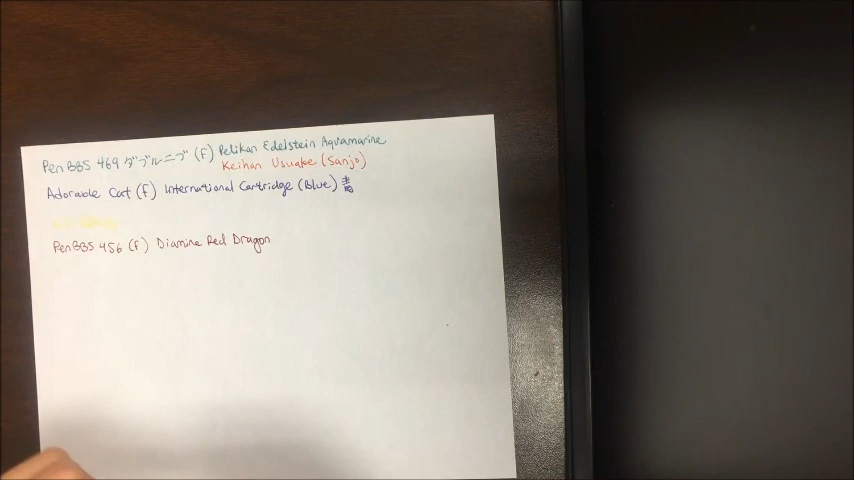 PenBBS 469 ダブルニブ (F) Pelikan Edelstein Aquamarine
Keihan Usuake (Sanjo)
Adorable Cat (F) International Cartridge (Blue) 青
PenBBS 456 (F) Diamine Red Dragon